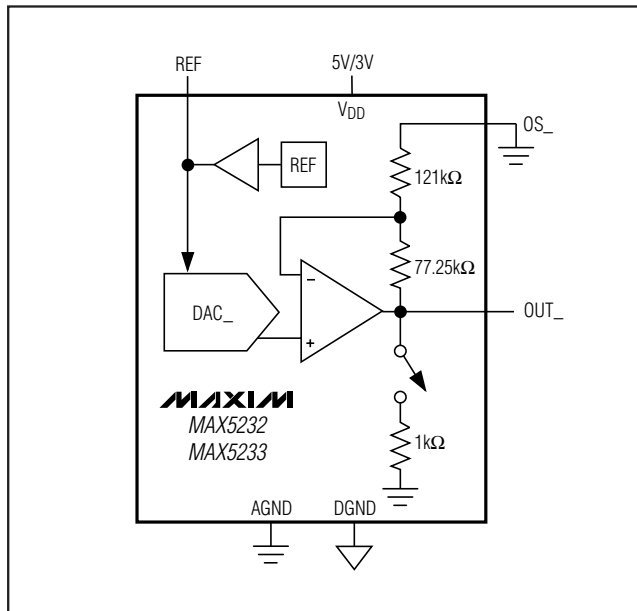 REF
5V/3V
VDD
OS_
REF
121kΩ
77.25kΩ
−
DAC_
OUT_
+
MAXIM
MAX5232
MAX5233
1kΩ
AGND
DGND